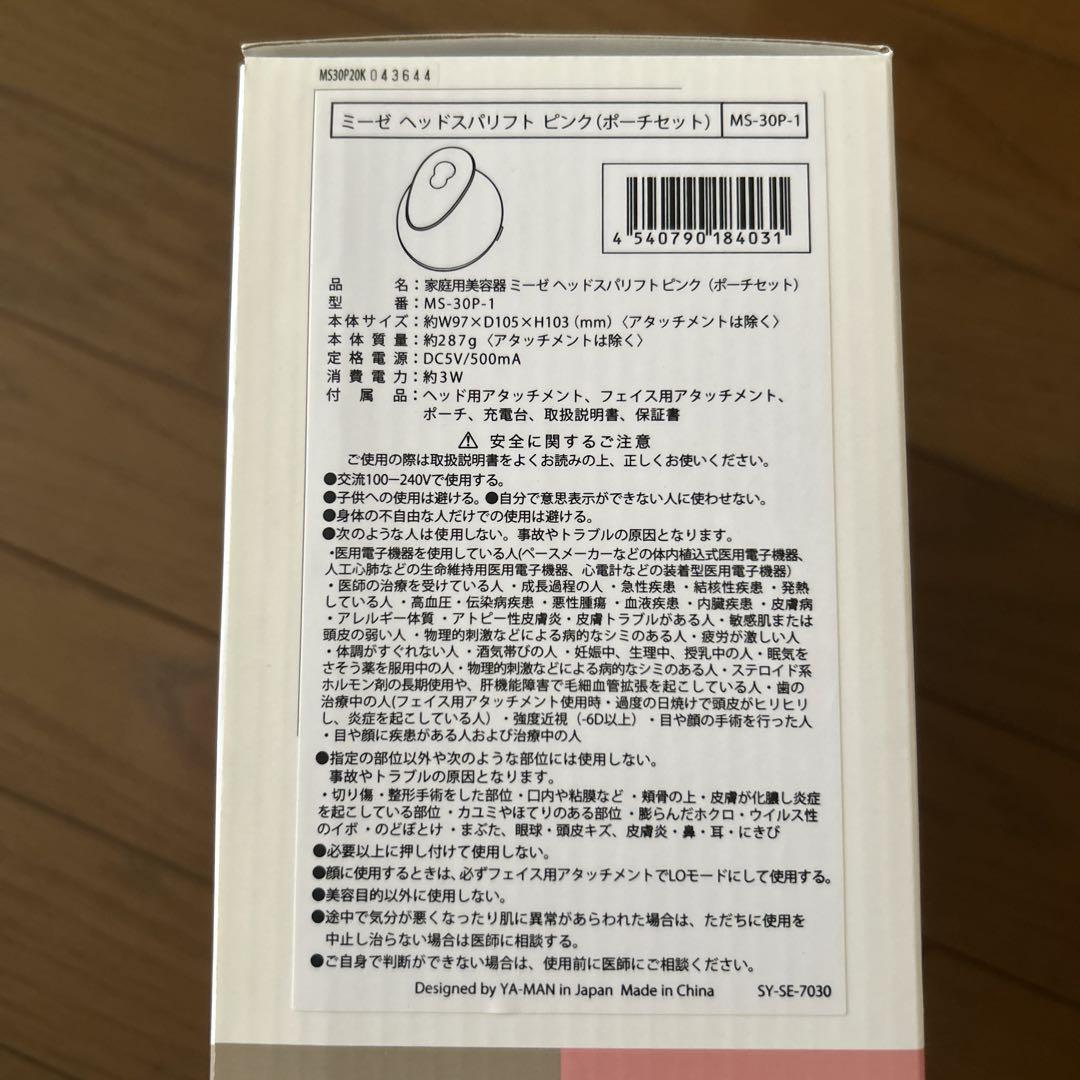 MS30P20K 043644
ミーゼ ヘッドスパリフト ピンク(ポーチセット) MS-30P-1
4 540790 184031
品名:家庭用美容器 ミーゼ ヘッドスパリフト ピンク (ポーチセット)
型番:MS-30P-1
本体サイズ:約W97×D105×H103(mm)〈アタッチメントは除く〉
本体質量:約287g〈アタッチメントは除く〉
定格電源:DC5V/500mA
消費電力:約3W
付属品:ヘッド用アタッチメント、フェイス用アタッチメント、
ポーチ、充電台、取扱説明書、保証書
⚠ 安全に関するご注意
ご使用の際は取扱説明書をよくお読みの上、正しくお使いください。
●交流100−240Vで使用する。
●子供への使用は避ける。●自分で意思表示ができない人に使わせない。
●身体の不自由な人だけでの使用は避ける。
●次のような人は使用しない。事故やトラブルの原因となります。
・医用電子機器を使用している人(ペースメーカーなどの体内植込式医用電子機器、
人工心肺などの生命維持用医用電子機器、心電計などの装着型医用電子機器)
・医師の治療を受けている人・成長過程の人・急性疾患・結核性疾患・発熱
している人・高血圧・伝染病疾患・悪性腫瘍・血液疾患・内臓疾患・皮膚病
・アレルギー体質・アトピー性皮膚炎・皮膚トラブルがある人・敏感肌または
頭皮の弱い人・物理的刺激などによる病的なシミのある人・疲労が激しい人
・体調がすぐれない人・酒気帯びの人・妊娠中、生理中、授乳中の人・眠気を
さそう薬を服用中の人・物理的刺激などによる病的なシミのある人・ステロイド系
ホルモン剤の長期使用や、肝機能障害で毛細血管拡張を起こしている人・歯の
治療中の人(フェイス用アタッチメント使用時・過度の日焼けで頭皮がヒリヒリ
し、炎症を起こしている人)・強度近視(-6D以上)・目や顔の手術を行った人
・目や顔に疾患がある人および治療中の人
●指定の部位以外や次のような部位には使用しない。
事故やトラブルの原因となります。
・切り傷・整形手術をした部位・口内や粘膜など・頬骨の上・皮膚が化膿し炎症
を起こしている部位・カユミやほてりのある部位・膨らんだホクロ・ウイルス性
のイボ・のどぼとけ・まぶた、眼球・頭皮キズ、皮膚炎・鼻・耳・にきび
●必要以上に押し付けて使用しない。
●顔に使用するときは、必ずフェイス用アタッチメントでLOモードにして使用する。
●美容目的以外に使用しない。
●途中で気分が悪くなったり肌に異常があらわれた場合は、ただちに使用を
中止し治らない場合は医師に相談する。
●ご自身で判断ができない場合は、使用前に医師にご相談ください。
Designed by YA-MAN in Japan Made in China SY-SE-7030